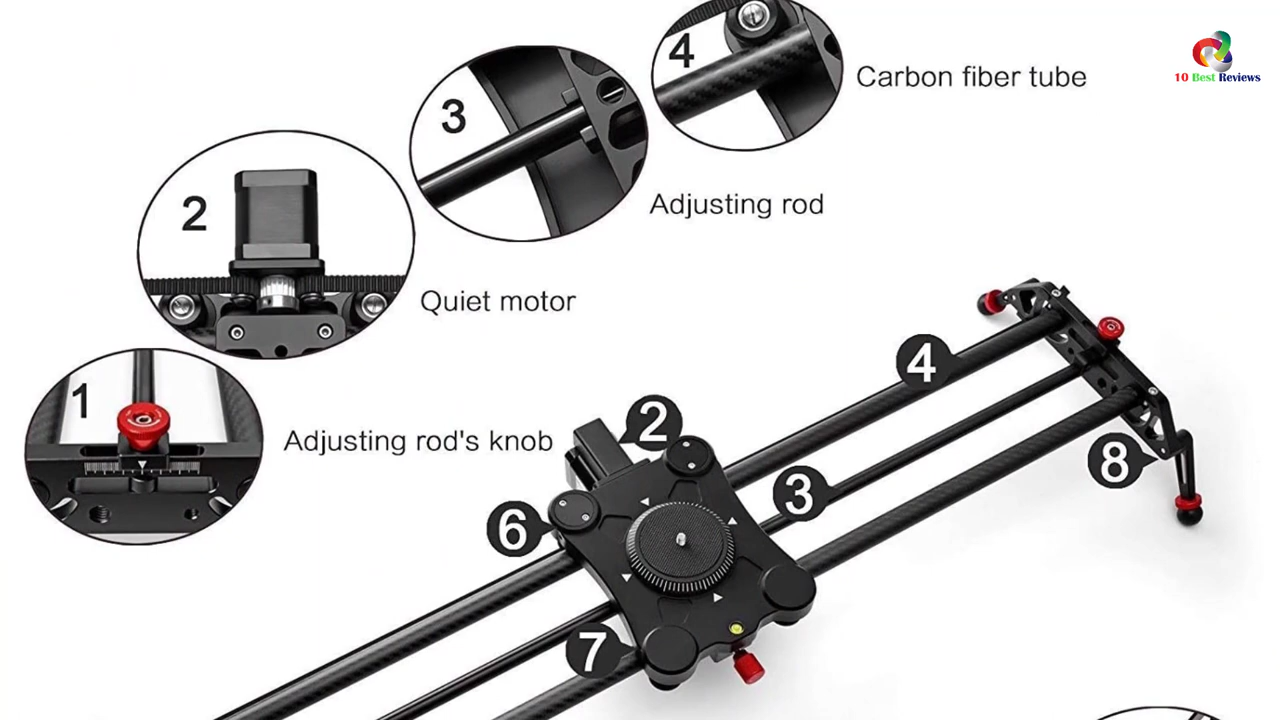 4
Carbon fiber tube
10 Best Reviews
3
Adjusting rod
2
Quiet motor
1
Adjusting rod's knob
4
2
3
8
6
7